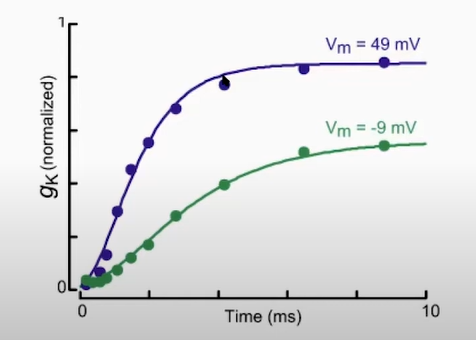 1
Vm = 49 mV
Vm = -9 mV
gK (normalized)
0
0
10
Time (ms)